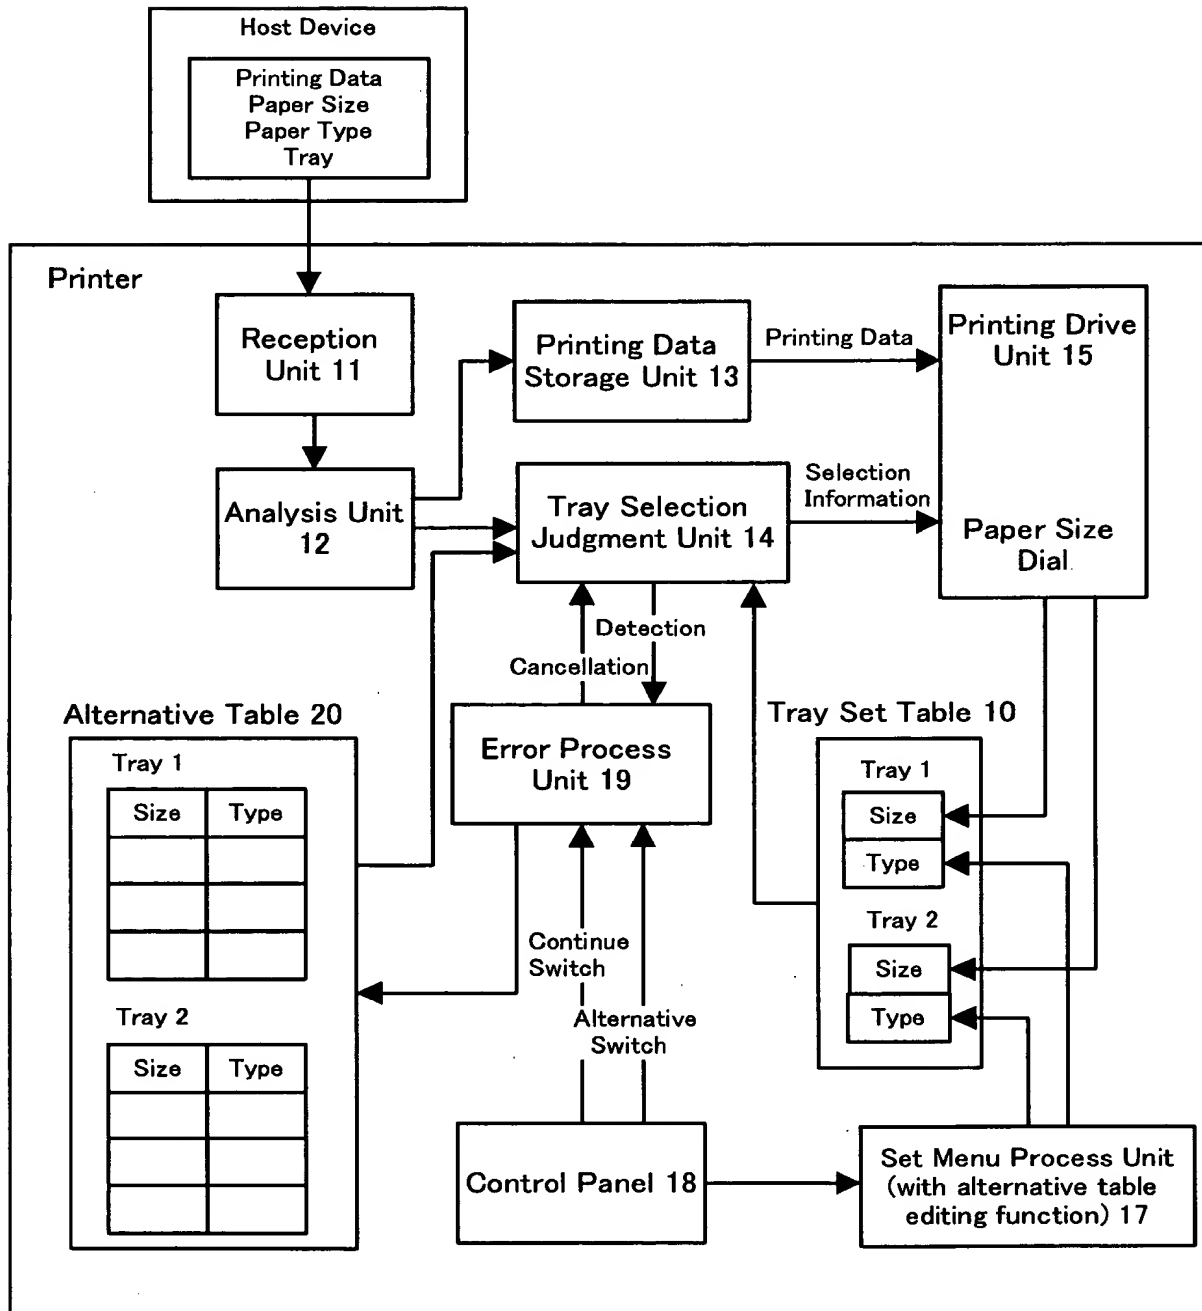 Host Device
Printing Data
Paper Size
Paper Type
Tray
Printer
Reception
Unit 11
Printing Data
Storage Unit 13
Printing Data
Printing Drive
Unit 15
Analysis Unit
12
Tray Selection
Judgment Unit 14
Selection
Information
Paper Size
Dial
Detection
Cancellation
Alternative Table 20
Tray 1
Size Type
Tray 2
Size Type
Error Process
Unit 19
Tray Set Table 10
Tray 1
Size
Type
Tray 2
Size
Type
Continue
Switch
Alternative
Switch
Control Panel 18
Set Menu Process Unit
(with alternative table
editing function) 17